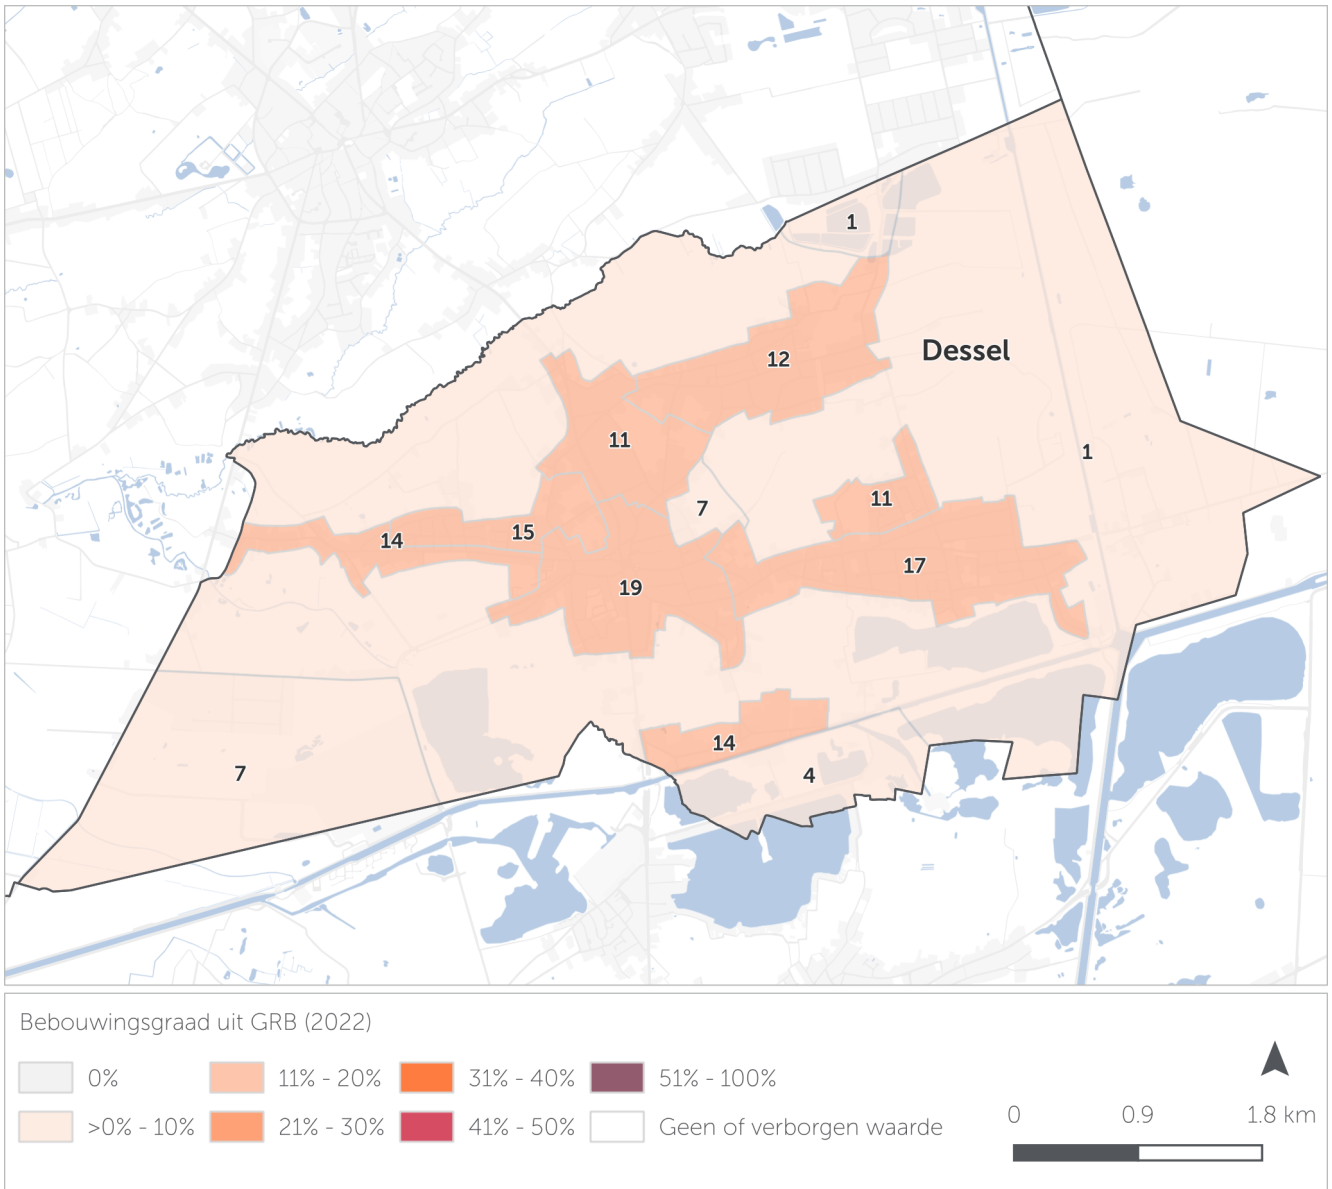 1
12
Dessel
11
1
11
7
15
14
17
19
14
7
4
Bebouwingsgraad uit GRB (2022)
0%
11% - 20%
31% - 40%
51% - 100%
>0% - 10%
21% - 30%
41% - 50%
Geen of verborgen waarde
0 0.9 1.8 km